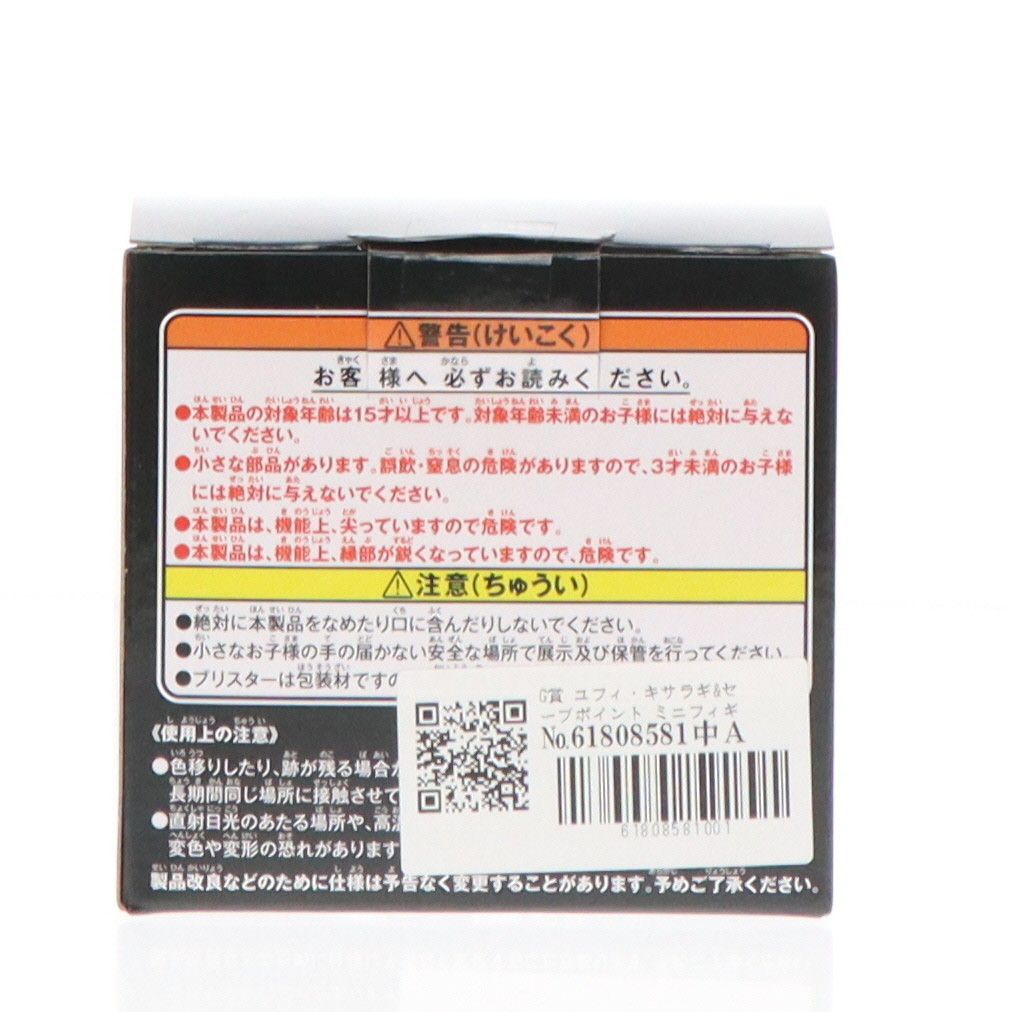 ⚠警告(けいこく)
お客様へ 必ずお読みください。
●本製品の対象年齢は15才以上です。対象年齢未満のお子様には絶対に与えな
いでください。
●小さな部品があります。誤飲・窒息の危険がありますので、3才未満のお子様
には絶対に与えないでください。
●本製品は、機能上、尖っていますので危険です。
●本製品は、機能上、縁部が鋭くなっていますので、危険です。
⚠注意(ちゅうい)
●絶対に本製品をなめたり口に含んだりしないでください。
●小さなお子様の手の届かない安全な場所で展示及び保管を行ってください。
●ブリスターは包装材ですの
G賞 ユフィ・キサラギ&セ
ーブポイント ミニフィギ
No.61808581中A
61808581001
《使用上の注意》
●色移りしたり、跡が残る場合が
長期間同じ場所に接触させて
●直射日光のあたる場所や、高温
変色や変形の恐れがあります
製品改良などのために仕様は予告なく変更することがあります。予めご了承ください。